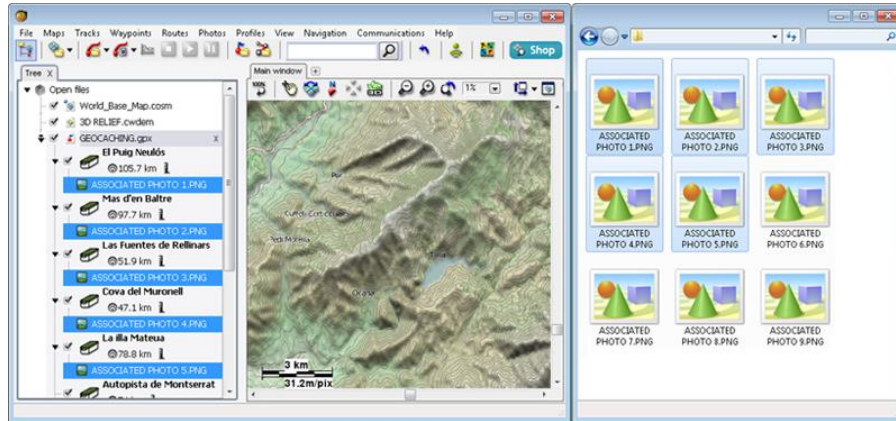 File Maps Tracks Waypoints Routes Photos Profiles View Navigation Communications Help
Shop
Tree X
Main window
100%
1%
Open files
World_Base_Map.cosm
3D RELIEF.cwdem
GEOCACHING.gpx x
El Puig Neulós
105.7 km
ASSOCIATED PHOTO 1.PNG
Mas d'en Baltre
97.7 km
ASSOCIATED PHOTO 2.PNG
Las Fuentes de Rellinars
51.9 km
ASSOCIATED PHOTO 3.PNG
Cova del Muronell
47.1 km
ASSOCIATED PHOTO 4.PNG
La illa Mateua
78.8 km
ASSOCIATED PHOTO 5.PNG
Autopista de Montserrat
3 km
31.2m/pix
ASSOCIATED PHOTO 1.PNG
ASSOCIATED PHOTO 2.PNG
ASSOCIATED PHOTO 3.PNG
ASSOCIATED PHOTO 4.PNG
ASSOCIATED PHOTO 5.PNG
ASSOCIATED PHOTO 6.PNG
ASSOCIATED PHOTO 7.PNG
ASSOCIATED PHOTO 8.PNG
ASSOCIATED PHOTO 9.PNG